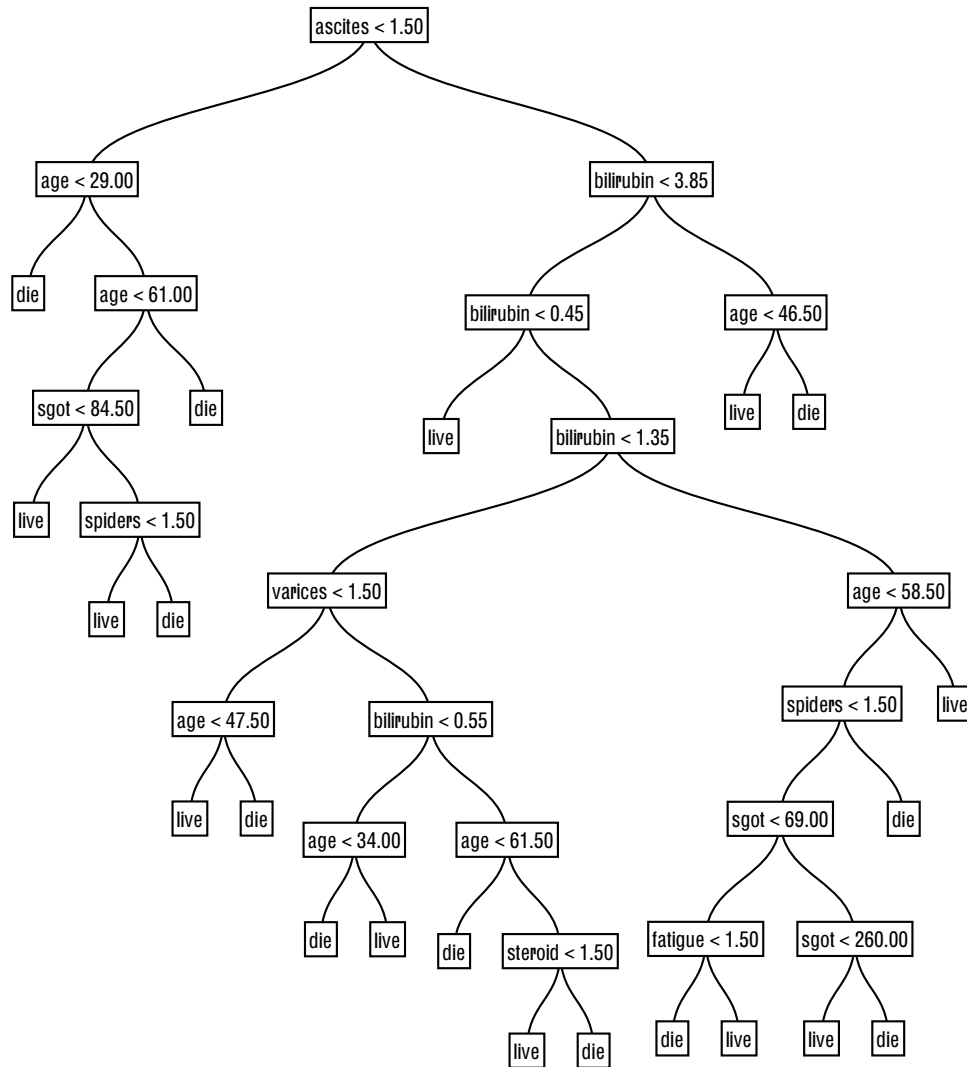 ascites < 1.50
age < 29.00
bilirubin < 3.85
die
age < 61.00
bilirubin < 0.45
age < 46.50
sgot < 84.50
die
live
bilirubin < 1.35
live
die
live
spiders < 1.50
live
die
varices < 1.50
age < 58.50
age < 47.50
bilirubin < 0.55
spiders < 1.50
live
live
die
age < 34.00
age < 61.50
sgot < 69.00
die
die
live
die
steroid < 1.50
fatigue < 1.50
sgot < 260.00
live
die
die
live
live
die